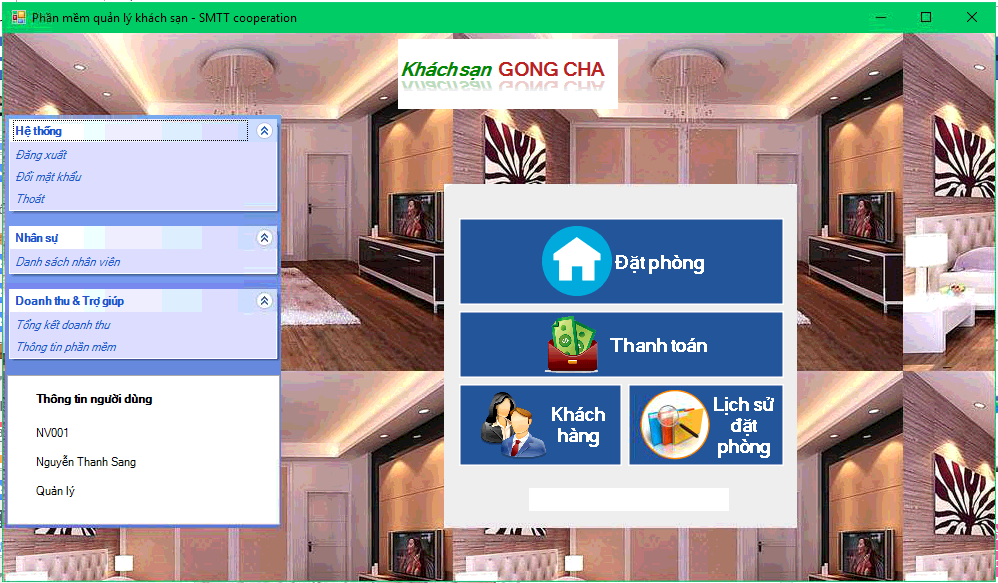 Phần mềm quản lý khách sạn - SMTT cooperation
Khách sạn GONG CHA
Hệ thống
Đăng xuất
Đổi mật khẩu
Thoát
Nhân sự
Danh sách nhân viên
Doanh thu & Trợ giúp
Tổng kết doanh thu
Thông tin phần mềm
Thông tin người dùng
NV001
Nguyễn Thanh Sang
Quản lý
Đặt phòng
Thanh toán
Khách
hàng
Lịch sử
đặt
phòng